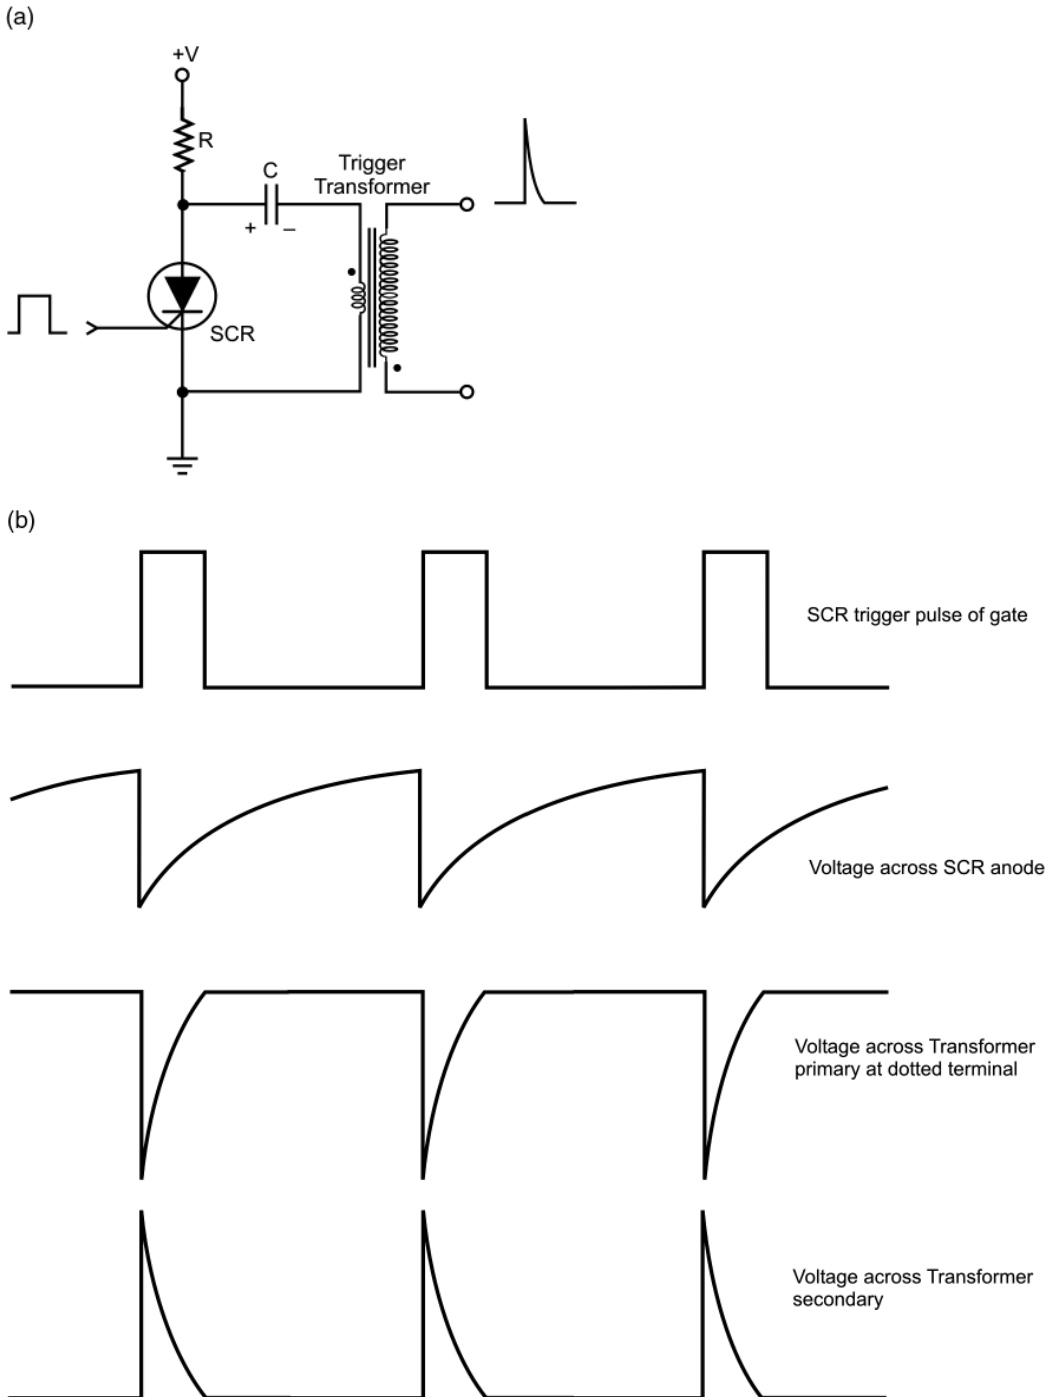 (a)
+V
R
C
Trigger
Transformer
+
–
SCR
(b)
SCR trigger pulse of gate
Voltage across SCR anode
Voltage across Transformer
primary at dotted terminal
Voltage across Transformer
secondary